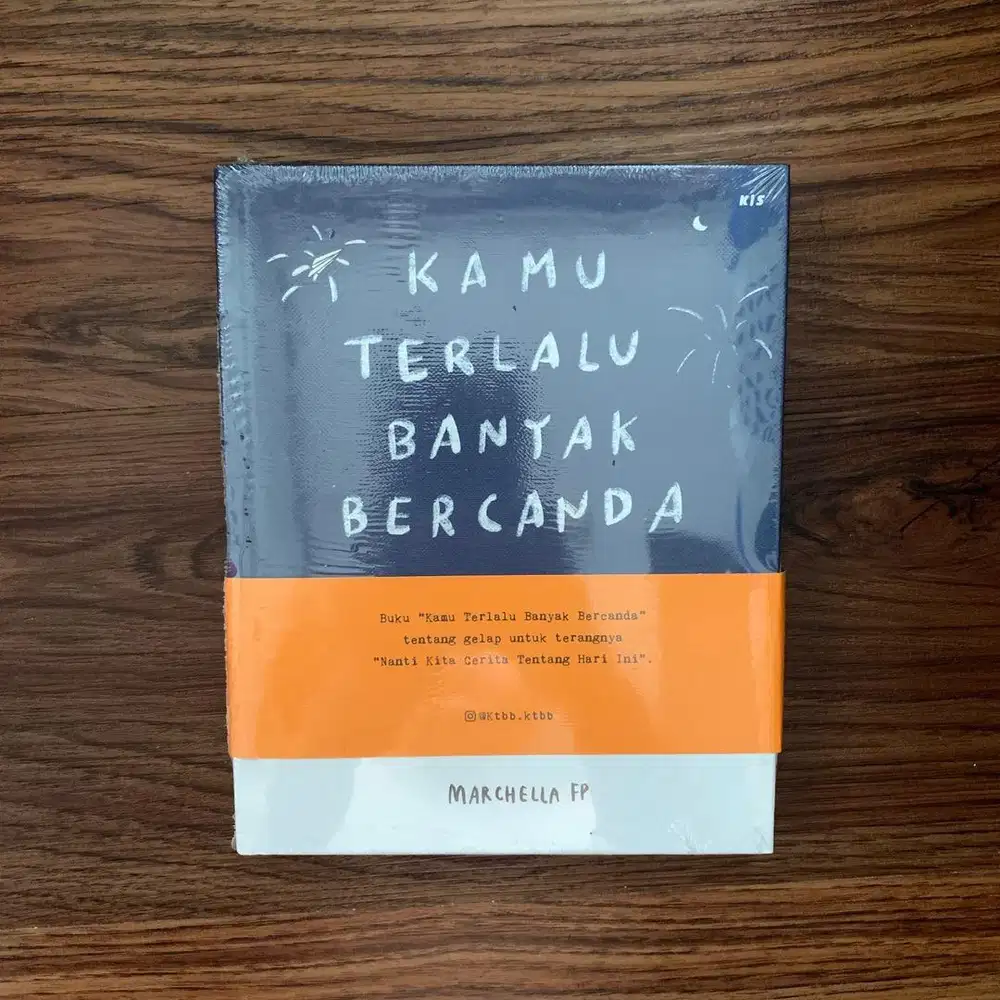 KIS
KAMU
TERLALU
BANYAK
BERCANDA
Buku "Kamu Terlalu Banyak Bercanda"
tentang gelap untuk terangnya
"Nanti Kita Cerita Tentang Hari Ini".
@Ktbb.ktbb
MARCHELLA FP